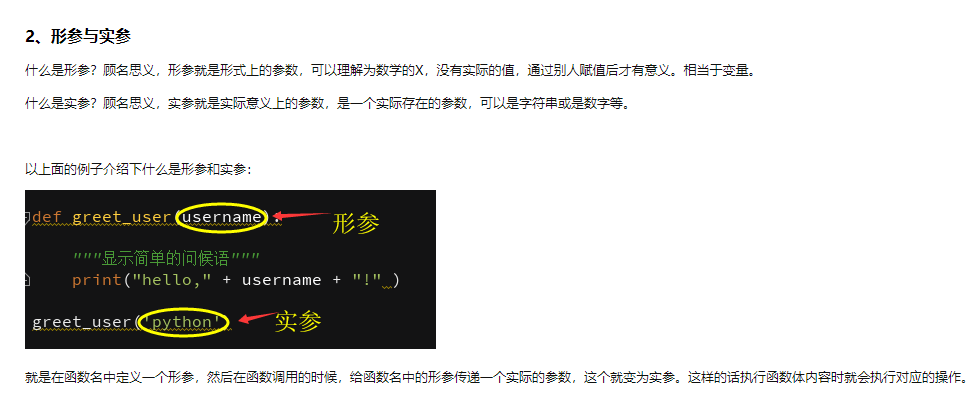 2、形参与实参
什么是形参？顾名思义，形参就是形式上的参数，可以理解为数学的X，没有实际的值，通过别人赋值后才有意义。相当于变量。
什么是实参？顾名思义，实参就是实际意义上的参数，是一个实际存在的参数，可以是字符串或是数字等。
以上面的例子介绍下什么是形参和实参：
def greet_user(username):
形参
"""显示简单的问候语"""
print("hello," + username + "!" )
greet_user('python')
实参
就是在函数名中定义一个形参，然后在函数调用的时候，给函数名中的形参传递一个实际的参数，这个就变为实参。这样的话执行函数体内容时就会执行对应的操作。